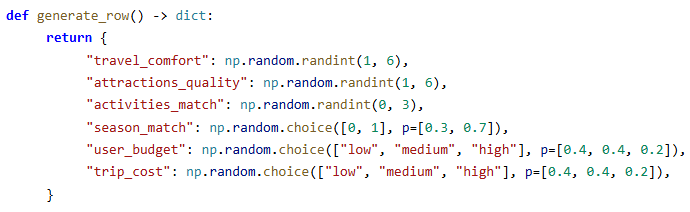 def generate_row() -> dict:
    return {
        "travel_comfort": np.random.randint(1, 6),
        "attractions_quality": np.random.randint(1, 6),
        "activities_match": np.random.randint(0, 3),
        "season_match": np.random.choice([0, 1], p=[0.3, 0.7]),
        "user_budget": np.random.choice(["low", "medium", "high"], p=[0.4, 0.4, 0.2]),
        "trip_cost": np.random.choice(["low", "medium", "high"], p=[0.4, 0.4, 0.2]),
    }